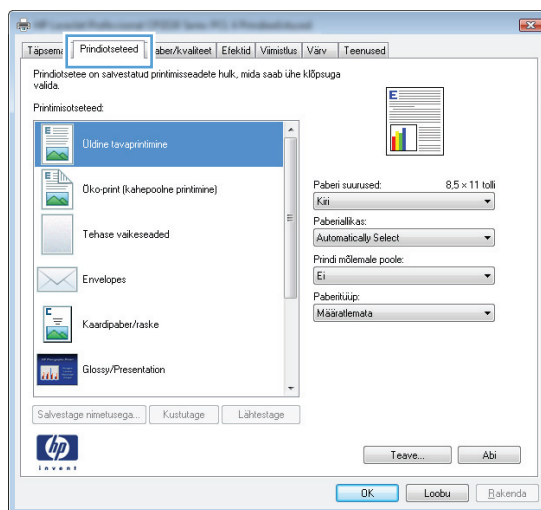 Täpsem
Prindiotseteed
aber/kvaliteet
Efektid
Viimistlus
Värv
Teenused
Prindiotsetee on salvestatud printimisseadete hulk, mida saab ühe klõpsuga
valida.
Printimisotseteed:
Üldine tavaprintimine
Öko-print (kahepoolne printimine)
Tehase vaikeseaded
Envelopes
Kaardipaber/raske
Glossy/Presentation
Salvestage nimetusega...
Kustutage
Lähtestage
E
Paberi suurused:
8,5 × 11 tolli
Kiri
Paberiallikas:
Automatically Select
Prindi mõlemale poole:
Ei
Paberitüüp:
Määratlemata
hp
invent
Teave...
Abi
OK
Loobu
Rakenda